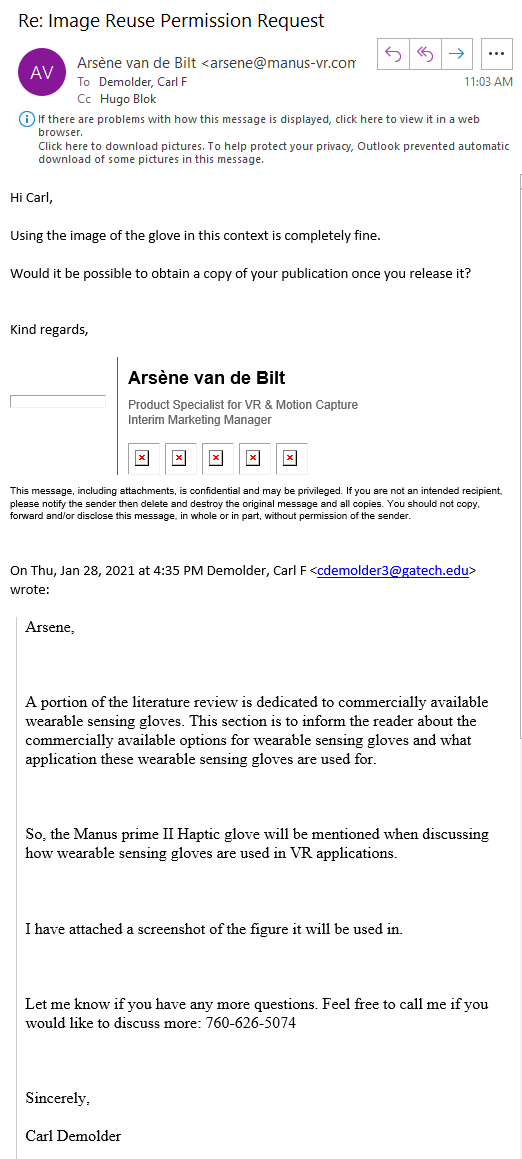 Re: Image Reuse Permission Request
AV
Arsène van de Bilt <arsene@manus-vr.com
To Demolder, Carl F
11:03 AM
Cc Hugo Blok
If there are problems with how this message is displayed, click here to view it in a web
browser.
Click here to download pictures. To help protect your privacy, Outlook prevented automatic
download of some pictures in this message.
Hi Carl,
Using the image of the glove in this context is completely fine.
Would it be possible to obtain a copy of your publication once you release it?
Kind regards,
Arsène van de Bilt
Product Specialist for VR & Motion Capture
Interim Marketing Manager
This message, including attachments, is confidential and may be privileged. If you are not an intended recipient,
please notify the sender then delete and destroy the original message and all copies. You should not copy,
forward and/or disclose this message, in whole or in part, without permission of the sender.
On Thu, Jan 28, 2021 at 4:35 PM Demolder, Carl F <cdemolder3@gatech.edu>
wrote:
Arsene,
A portion of the literature review is dedicated to commercially available
wearable sensing gloves. This section is to inform the reader about the
commercially available options for wearable sensing gloves and what
application these wearable sensing gloves are used for.
So, the Manus prime II Haptic glove will be mentioned when discussing
how wearable sensing gloves are used in VR applications.
I have attached a screenshot of the figure it will be used in.
Let me know if you have any more questions. Feel free to call me if you
would like to discuss more: 760-626-5074
Sincerely,
Carl Demolder